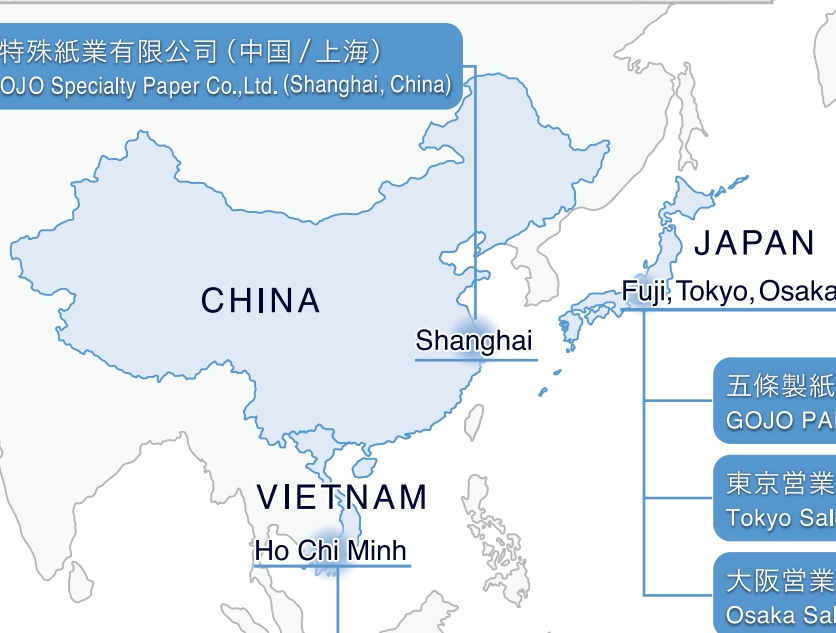 特殊紙業有限公司（中国 / 上海）
OJO Specialty Paper Co.,Ltd. (Shanghai, China)
JAPAN
Fuji, Tokyo, Osaka
CHINA
Shanghai
五條製紙
GOJO PA
東京営業
Tokyo Sal
VIETNAM
Ho Chi Minh
大阪営業
Osaka Sal